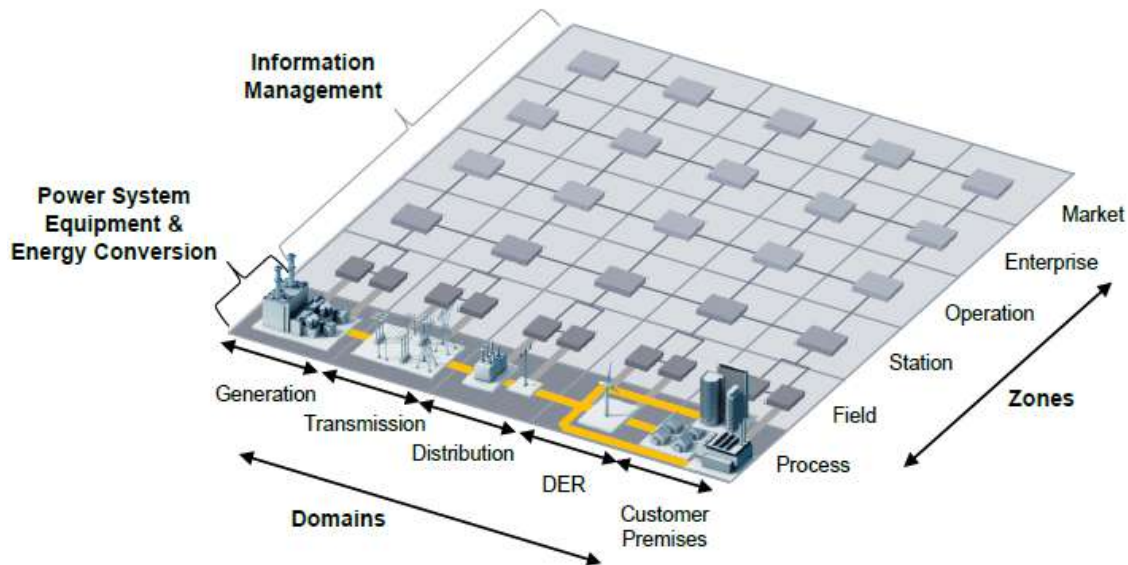 Information
Management
Power System
Equipment &
Energy Conversion
Market
Enterprise
Operation
Station
Zones
Field
Process
Generation
Transmission
Distribution
DER
Customer
Premises
Domains